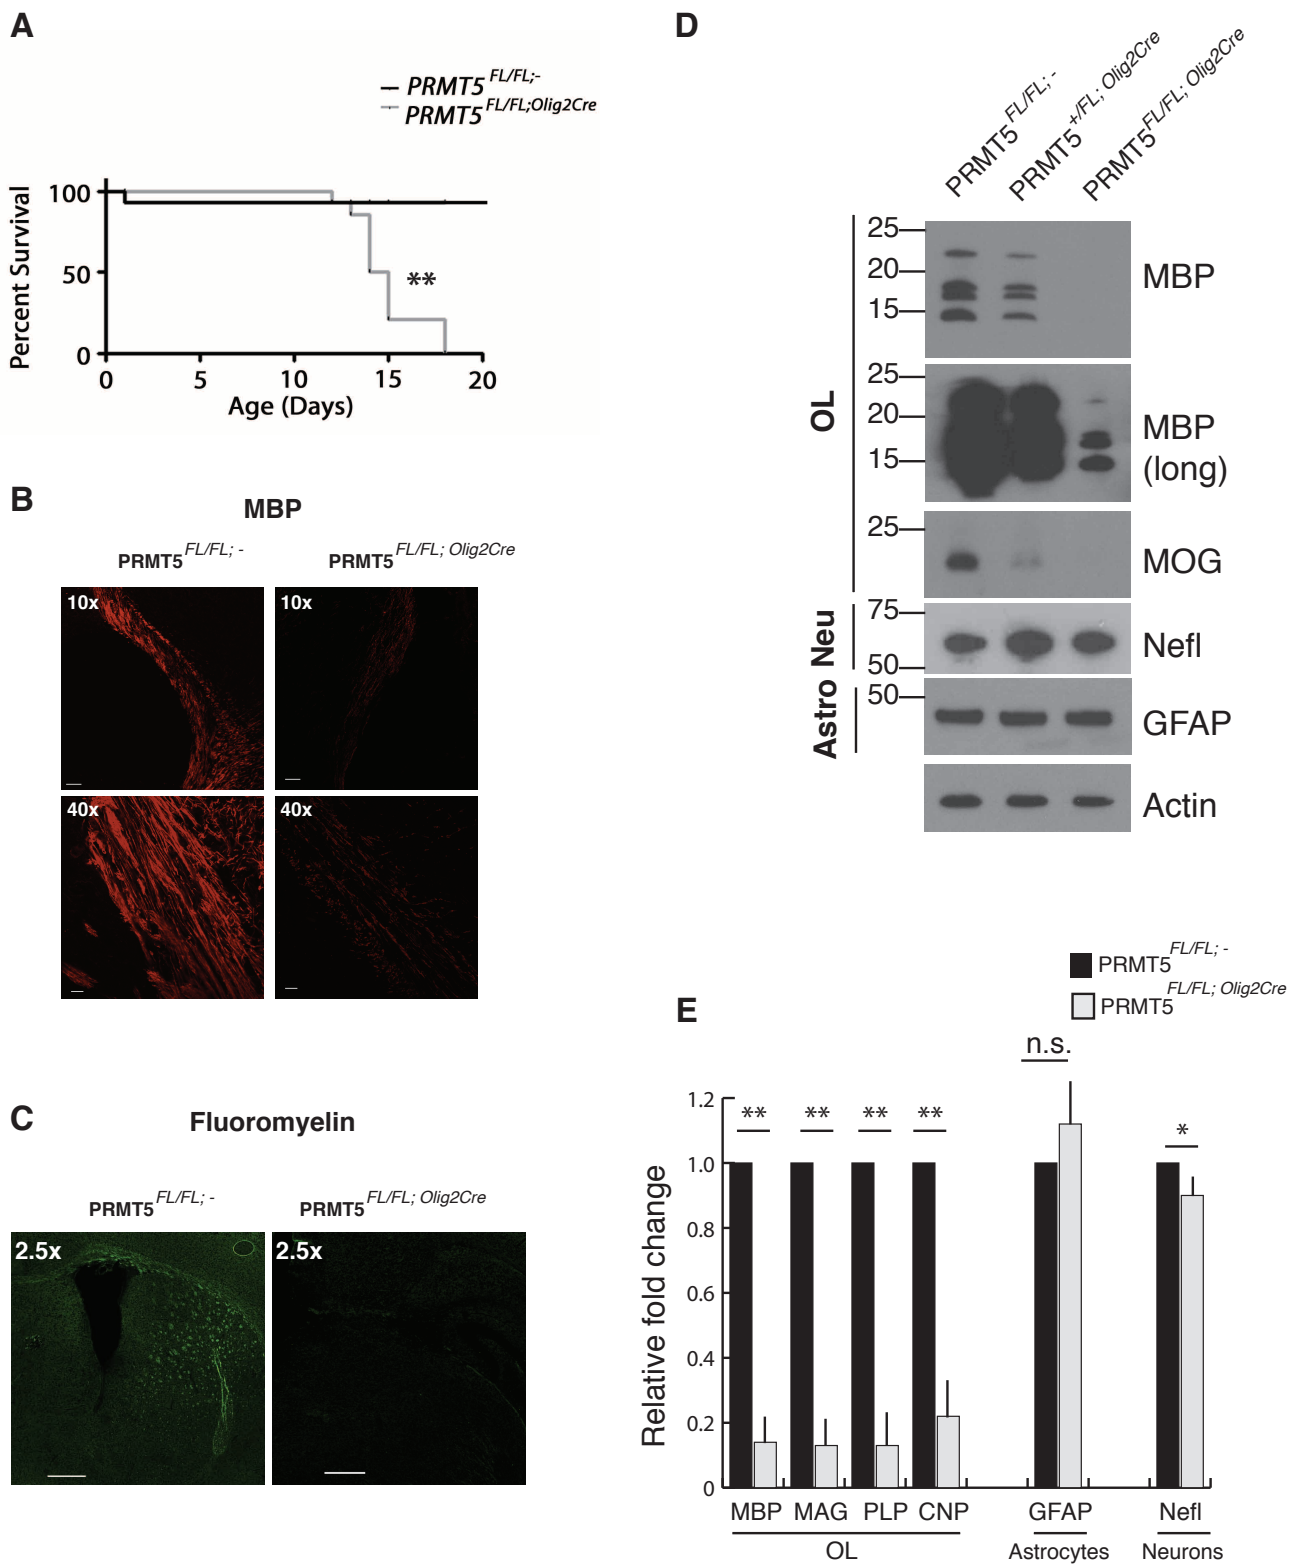 A
PRMT5 FL/FL;-
PRMT5 FL/FL;Olig2Cre
Percent Survival
100
50
0
**
0 5 10 15 20
Age (Days)
B
MBP
PRMT5 FL/FL; -
PRMT5 FL/FL; Olig2Cre
10x
10x
40x
40x
C
Fluoromyelin
PRMT5 FL/FL; -
PRMT5 FL/FL; Olig2Cre
2.5x
2.5x
D
PRMT5 FL/FL; -
PRMT5 +/FL; Olig2Cre
PRMT5 FL/FL; Olig2Cre
OL
25
20
15
MBP
25
20
15
MBP
(long)
25
MOG
Neu
75
50
Nefl
Astro
50
GFAP
Actin
E
PRMT5 FL/FL; -
PRMT5 FL/FL; Olig2Cre
Relative fold change
1.2
1.0
0.8
0.6
0.4
0.2
0
** ** ** ** n.s. *
MBP MAG PLP CNP GFAP Nefl
OL Astrocytes Neurons